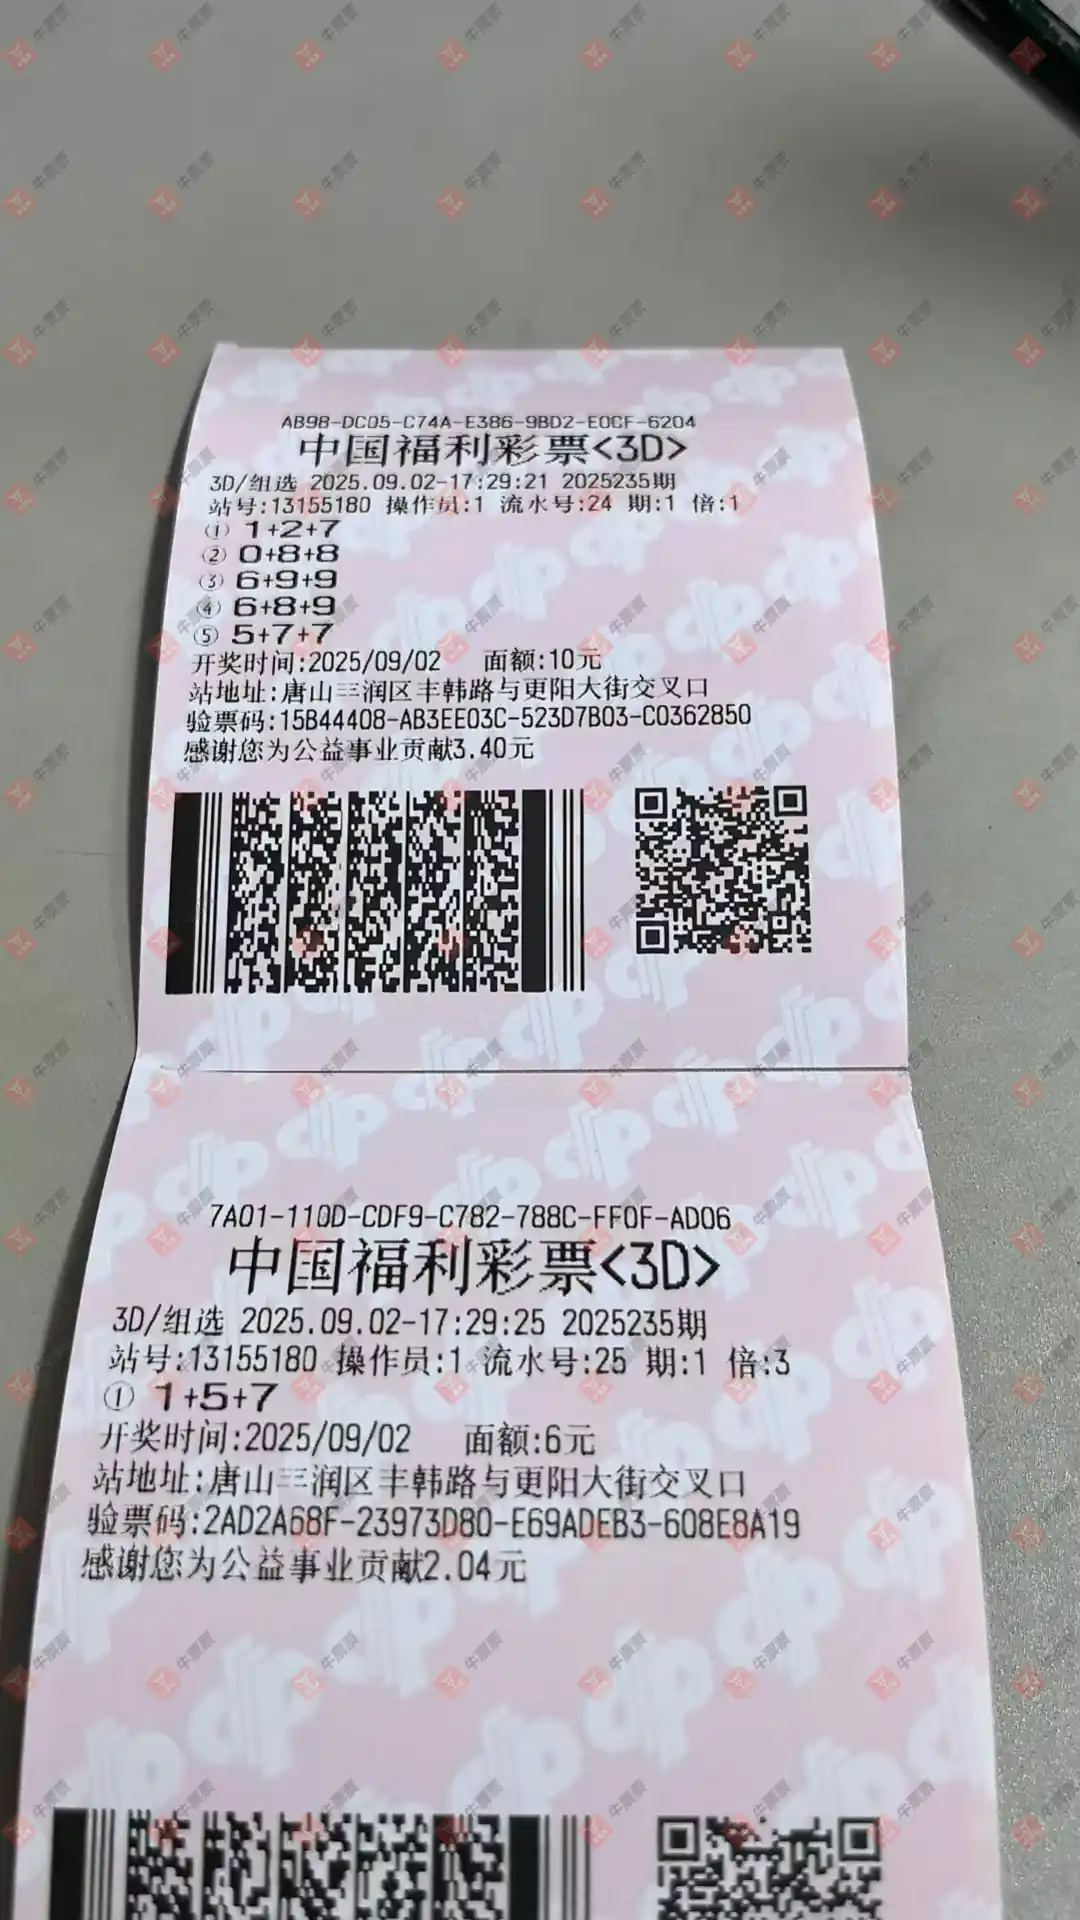 AB98-DC05-C74A-E386-9BD2-E0CF-6204
中国福利彩票<3D>
3D/组选 2025.09.02-17:29:21 2025235期
站号:13155180 操作员:1 流水号:24 期:1 倍:1
① 1+2+7
② 0+8+8
③ 6+9+9
④ 6+8+9
⑤ 5+7+7
开奖时间:2025/09/02 面额:10元
站地址:唐山三润区丰韩路与更阳大街交叉口
验票码:15B44408-AB3EE03C-523D7B03-C0362850
感谢您为公益事业贡献3.40元
7A01-110D-CDF9-C782-788C-FF0F-AD06
中国福利彩票<3D>
3D/组选 2025.09.02-17:29:25 2025235期
站号:13155180 操作员:1 流水号:25 期:1 倍:3
① 1+5+7
开奖时间:2025/09/02 面额:6元
站地址:唐山三润区丰韩路与更阳大街交叉口
验票码:2AD2A68F-23973D80-E69ADEB3-608E8A19
感谢您为公益事业贡献2.04元
牛票票